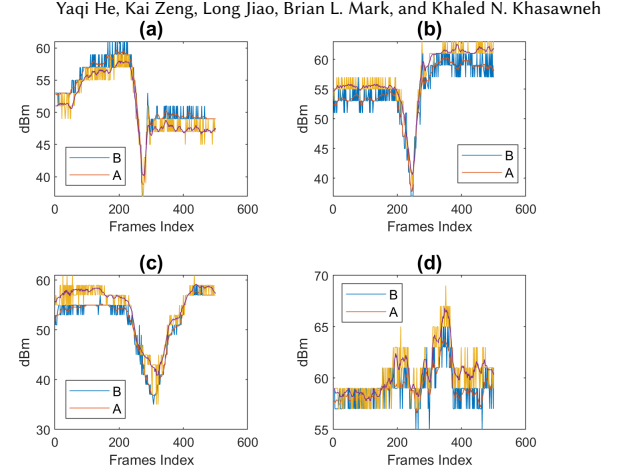 Yaqi He, Kai Zeng, Long Jiao, Brian L. Mark, and Khaled N. Khasawneh
(a) (b)
60
55
50
45
40
dBm
0 200 400 600
Frames Index
B
A
60
55
50
45
40
dBm
0 200 400 600
Frames Index
B
A
(c) (d)
60
50
40
30
dBm
0 200 400 600
Frames Index
B
A
70
65
60
55
dBm
0 200 400 600
Frames Index
B
A